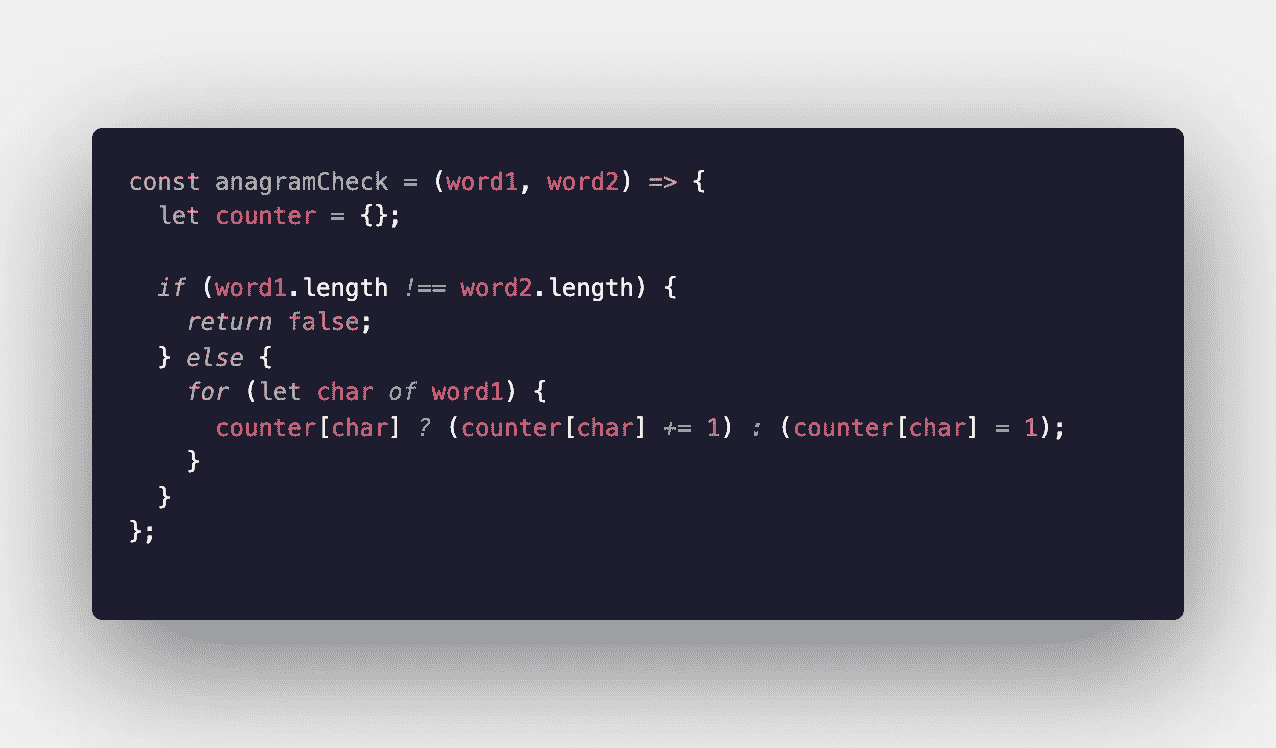 const anagramCheck = (word1, word2) => {
  let counter = {};

  if (word1.length !== word2.length) {
    return false;
  } else {
    for (let char of word1) {
      counter[char] ? (counter[char] += 1) : (counter[char] = 1);
    }
  }
};